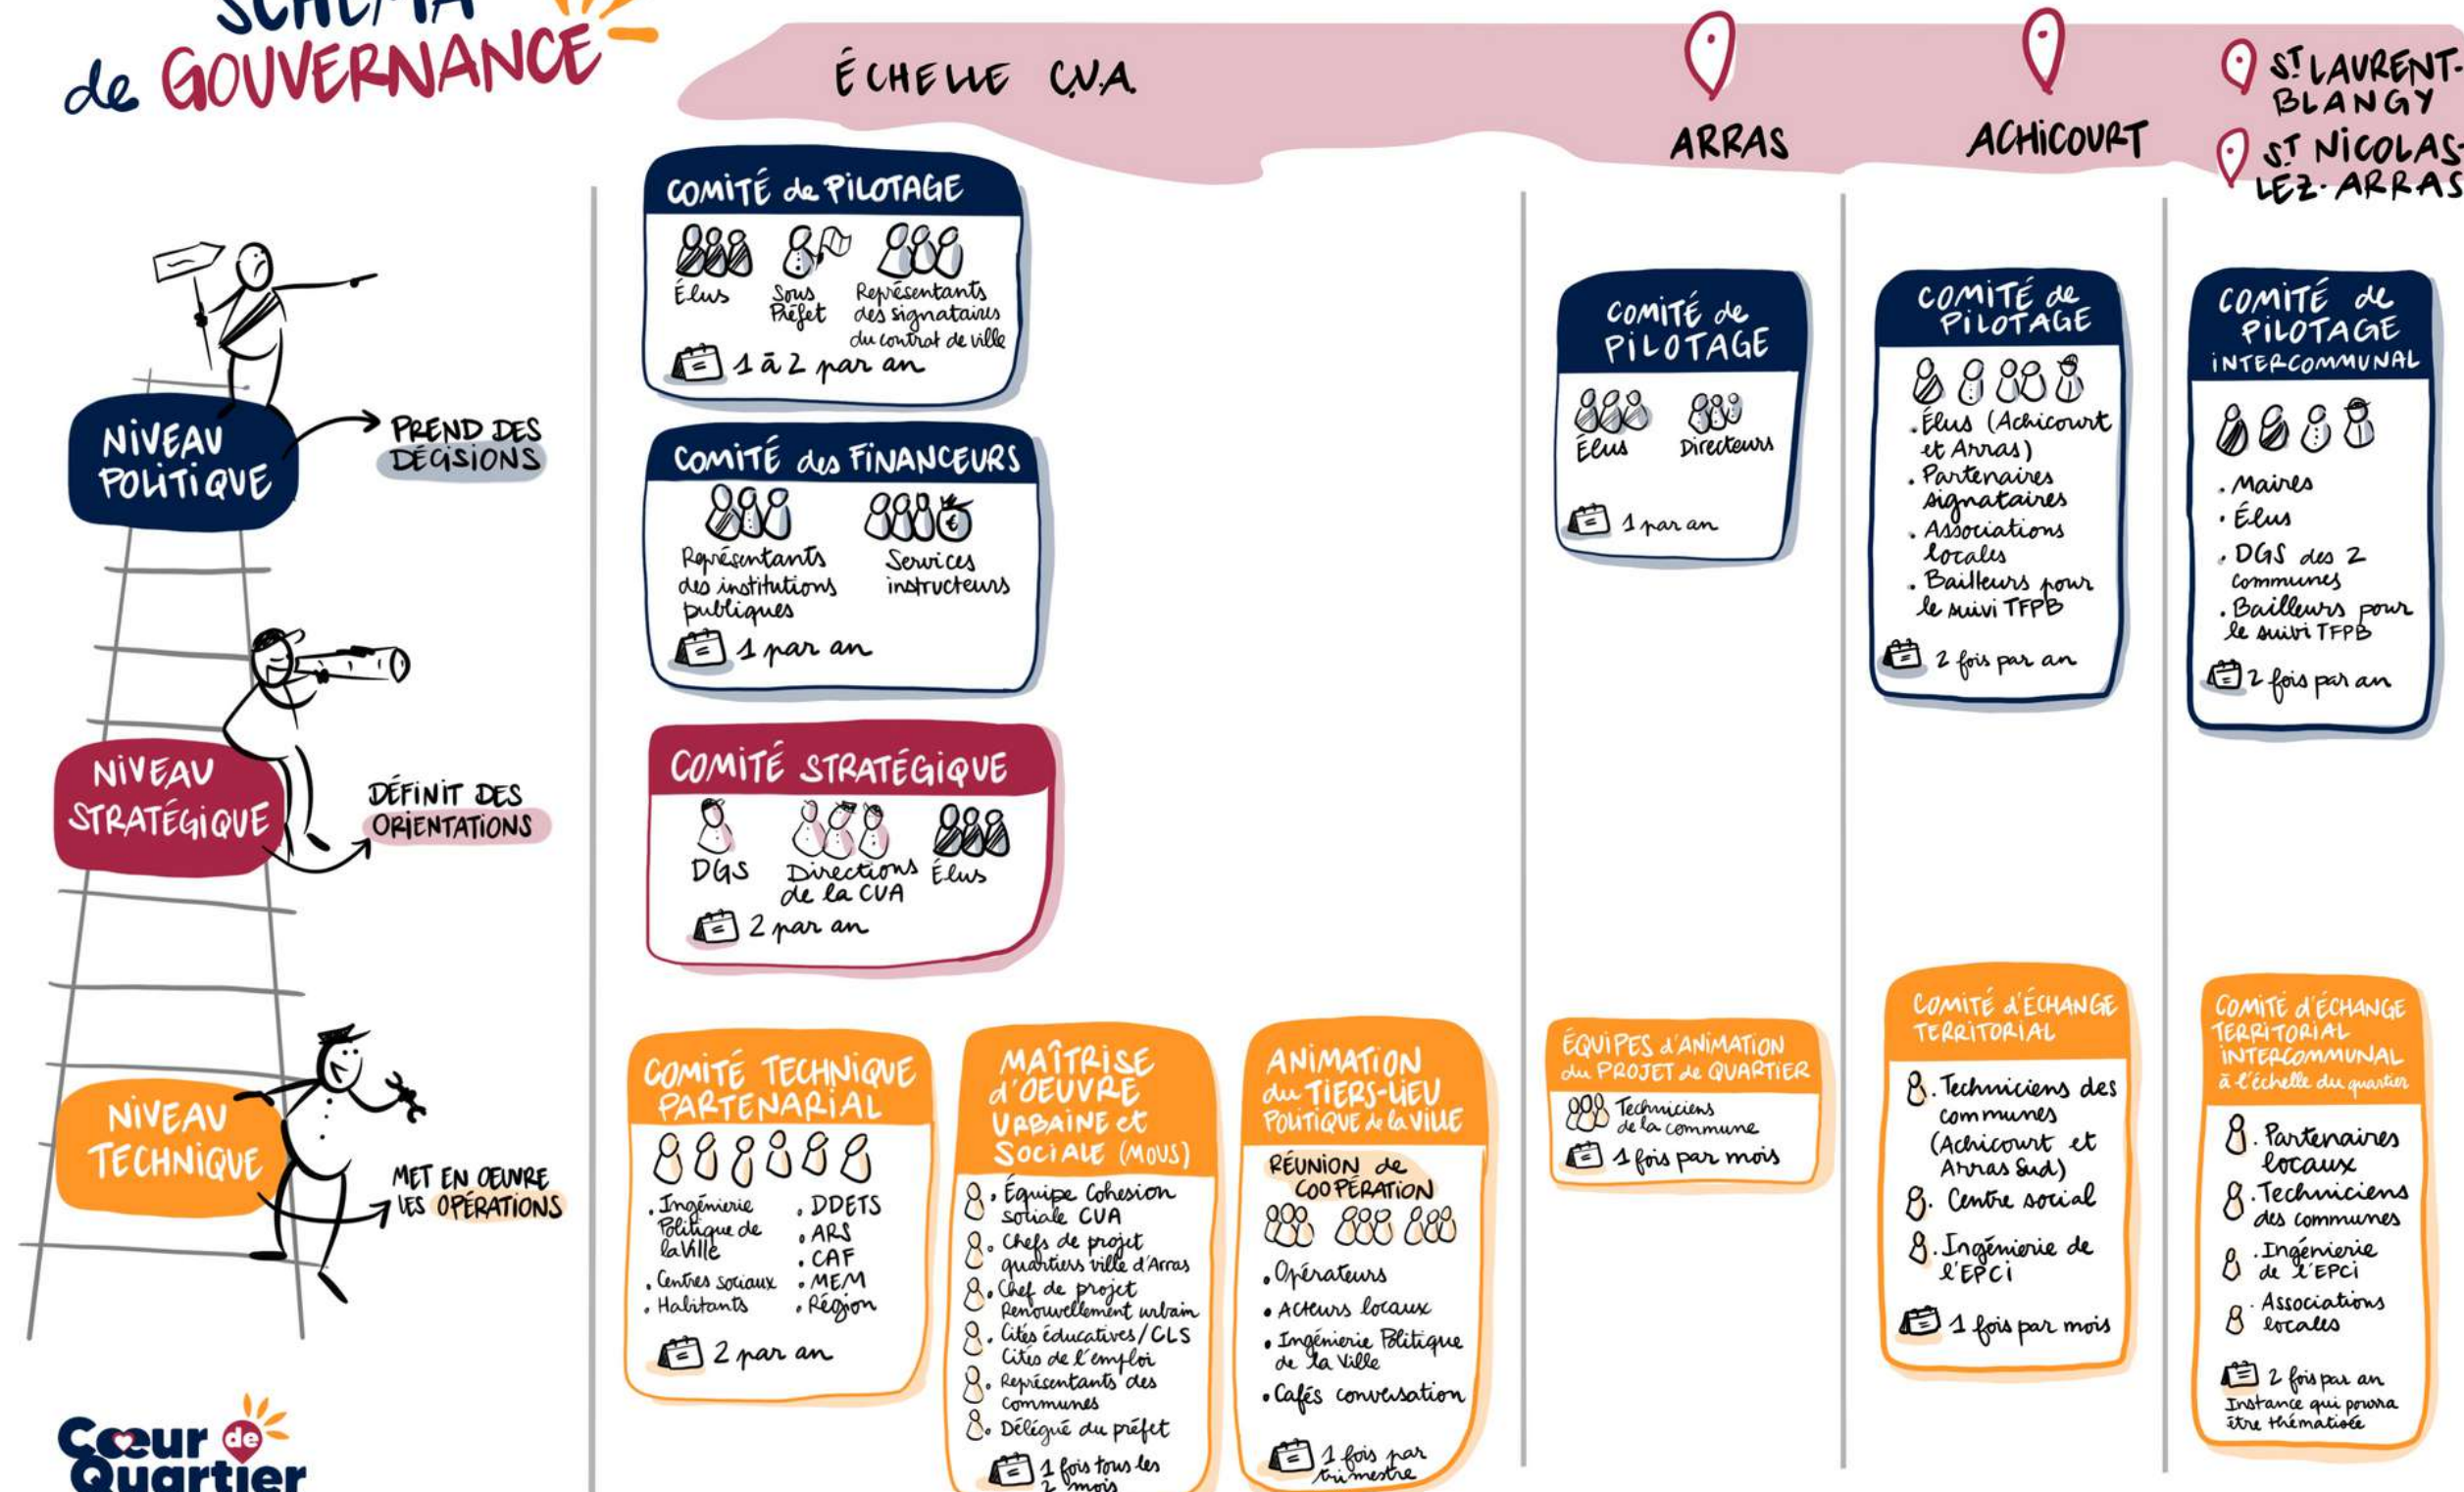 SCHÉMA
de GOUVERNANCE
ÉCHELLE C.U.A.
ARRAS
ACHICOURT
ST LAURENT-
BLANGY
ST NICOLAS-
LEZ-ARRAS
NIVEAU
POLITIQUE
PREND DES
DÉCISIONS
NIVEAU
STRATÉGIQUE
DÉFINIT DES
ORIENTATIONS
NIVEAU
TECHNIQUE
MET EN OEUVRE
LES OPÉRATIONS
COMITÉ de PILOTAGE
Élus
Sous
Préfet
Représentants
des signataires
du contrat de ville
1 à 2 par an
COMITÉ des FINANCEURS
Représentants
des institutions
publiques
Services
instructeurs
1 par an
COMITÉ STRATÉGIQUE
DGS
Directions
de la CUA
Élus
2 par an
COMITÉ TECHNIQUE
PARTENARIAL
. Ingénierie
Politique de
la Ville
. Centres sociaux
. Habitants
. DDETS
. ARS
. CAF
. MEM
. Région
2 par an
MAÎTRISE
d'OEUVRE
URBAINE et
SOCIALE (MOUS)
. Équipe Cohesion
sociale CUA
. Chefs de projet
quartiers ville d'Arras
. Chef de projet
Renouvellement urbain
. Cités éducatives/CLS
Cités de l'emploi
. Représentants des
Communes
. Délégué du préfet
1 fois tous les
2 mois
ANIMATION
du TIERS-LIEU
POLITIQUE de la VILLE
RÉUNION de
COOPÉRATION
. Opérateurs
. Acteurs locaux
. Ingénierie Politique
de la Ville
. Cafés conversation
1 fois par
trimestre
COMITÉ de
PILOTAGE
Élus
Directeurs
1 par an
ÉQUIPES d'ANIMATION
du PROJET de QUARTIER
Techniciens
de la commune
1 fois par mois
COMITÉ de
PILOTAGE
. Élus (Achicourt
et Arras)
. Partenaires
signataires
. Associations
locales
. Bailleurs pour
le suivi TFPB
2 fois par an
COMITÉ d'ÉCHANGE
TERRITORIAL
. Techniciens des
communes
(Achicourt et
Arras Sud)
. Centre social
. Ingénierie de
l'EPCI
1 fois par mois
COMITÉ de
PILOTAGE
INTERCOMMUNAL
. Maires
. Élus
. DGS des 2
communes
. Bailleurs pour
le suivi TFPB
2 fois par an
COMITÉ d'ÉCHANGE
TERRITORIAL
INTERCOMMUNAL
à l'échelle du quartier
. Partenaires
locaux
. Techniciens
des communes
. Ingénierie
de l'EPCI
. Associations
locales
2 fois par an
Instance qui pourra
être thématisée
Cœur de
Quartier